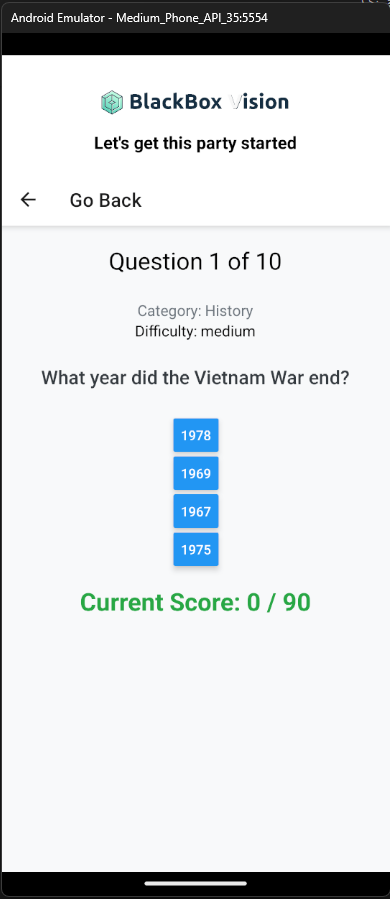 Android Emulator - Medium_Phone_API_35:5554
BlackBox Vision
Let's get this party started
Go Back
Question 1 of 10
Category: History
Difficulty: medium
What year did the Vietnam War end?
1978
1969
1967
1975
Current Score: 0 / 90